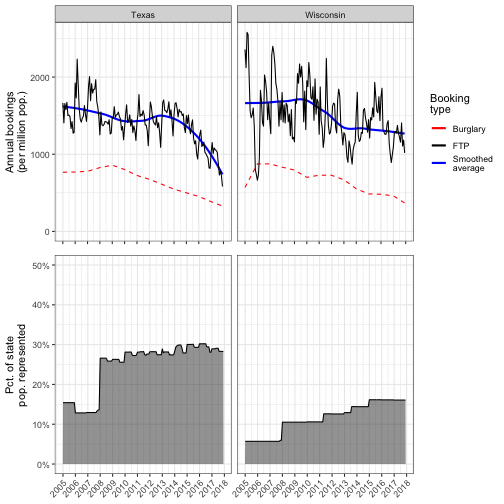 Texas
Wisconsin
Annual bookings
(per million pop.)
2000
1000
0
Booking
type
Burglary
FTP
Smoothed
average
Pct. of state
pop. represented
50%
40%
30%
20%
10%
0%
2005 2006 2007 2008 2009 2010 2011 2012 2013 2014 2015 2016 2017 2018
2005 2006 2007 2008 2009 2010 2011 2012 2013 2014 2015 2016 2017 2018